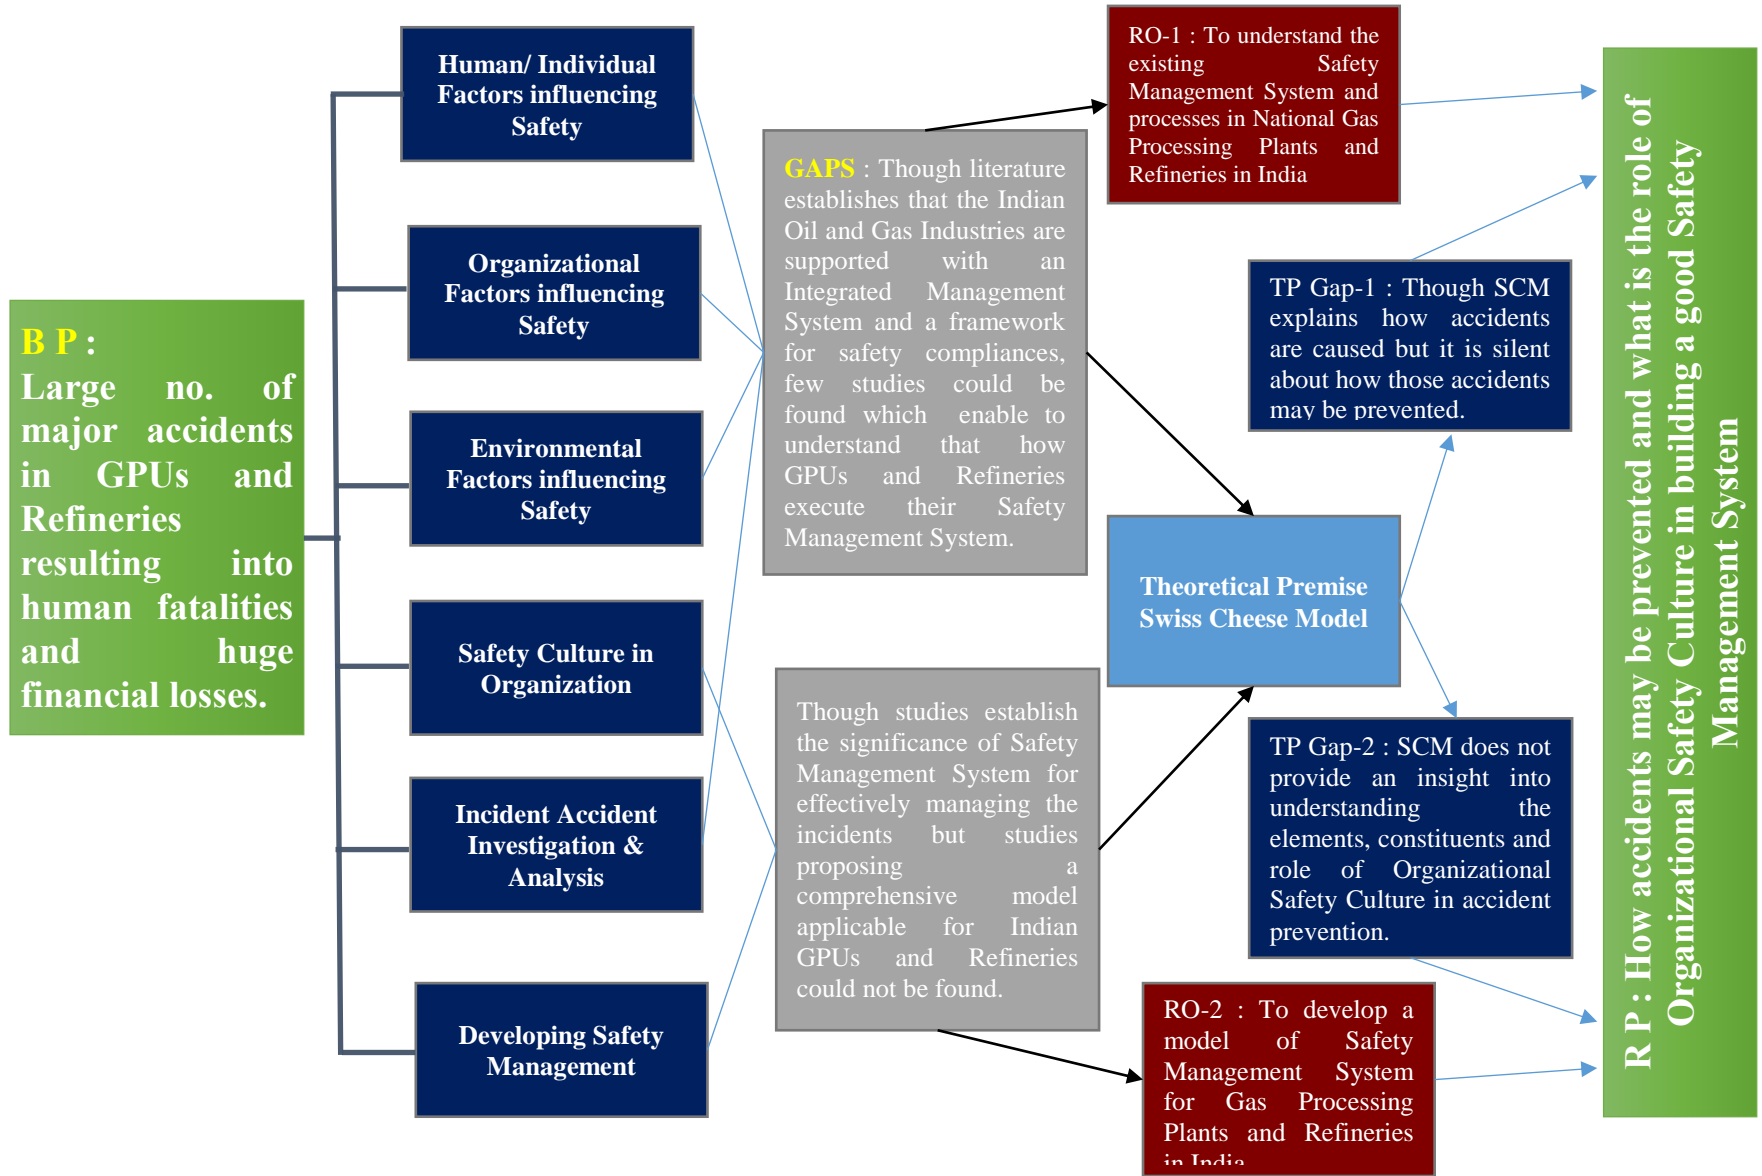 B P :
Large no. of
major accidents
in GPUs and
Refineries
resulting into
human fatalities
and huge
financial losses.
Human/ Individual
Factors influencing
Safety
Organizational
Factors influencing
Safety
Environmental
Factors influencing
Safety
Safety Culture in
Organization
Incident Accident
Investigation &
Analysis
Developing Safety
Management
GAPS : Though literature
establishes that the Indian
Oil and Gas Industries are
supported with an
Integrated Management
System and a framework
for safety compliances,
few studies could be
found which enable to
understand that how
GPUs and Refineries
execute their Safety
Management System.
Though studies establish
the significance of Safety
Management System for
effectively managing the
incidents but studies
proposing a
comprehensive model
applicable for Indian
GPUs and Refineries
could not be found.
RO-1 : To understand the
existing Safety
Management System and
processes in National Gas
Processing Plants and
Refineries in India
Theoretical Premise
Swiss Cheese Model
RO-2 : To develop a
model of Safety
Management System
for Gas Processing
Plants and Refineries
in India
TP Gap-1 : Though SCM
explains how accidents
are caused but it is silent
about how those accidents
may be prevented.
TP Gap-2 : SCM does not
provide an insight into
understanding the
elements, constituents and
role of Organizational
Safety Culture in accident
prevention.
R P : How accidents may be prevented and what is the role of
Organizational Safety Culture in building a good Safety
Management System